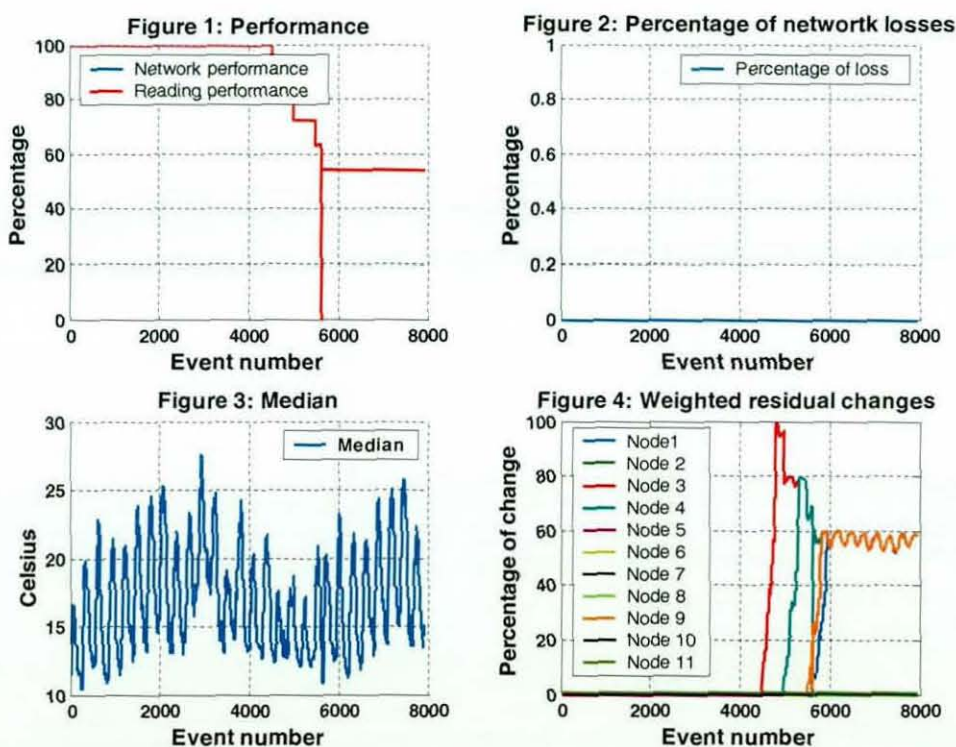 Figure 1: Performance
100
80
60
40
20
0
Percentage
Network performance
Reading performance
0 2000 4000 6000 8000
Event number
Figure 2: Percentage of networtk losses
1
0.8
0.6
0.4
0.2
0
Percentage
Percentage of loss
0 2000 4000 6000 8000
Event number
Figure 3: Median
30
25
20
15
10
Celsius
Median
0 2000 4000 6000 8000
Event number
Figure 4: Weighted residual changes
100
80
60
40
20
0
Percentage of change
Node1
Node 2
Node 3
Node 4
Node 5
Node 6
Node 7
Node 8
Node 9
Node 10
Node 11
0 2000 4000 6000 8000
Event number